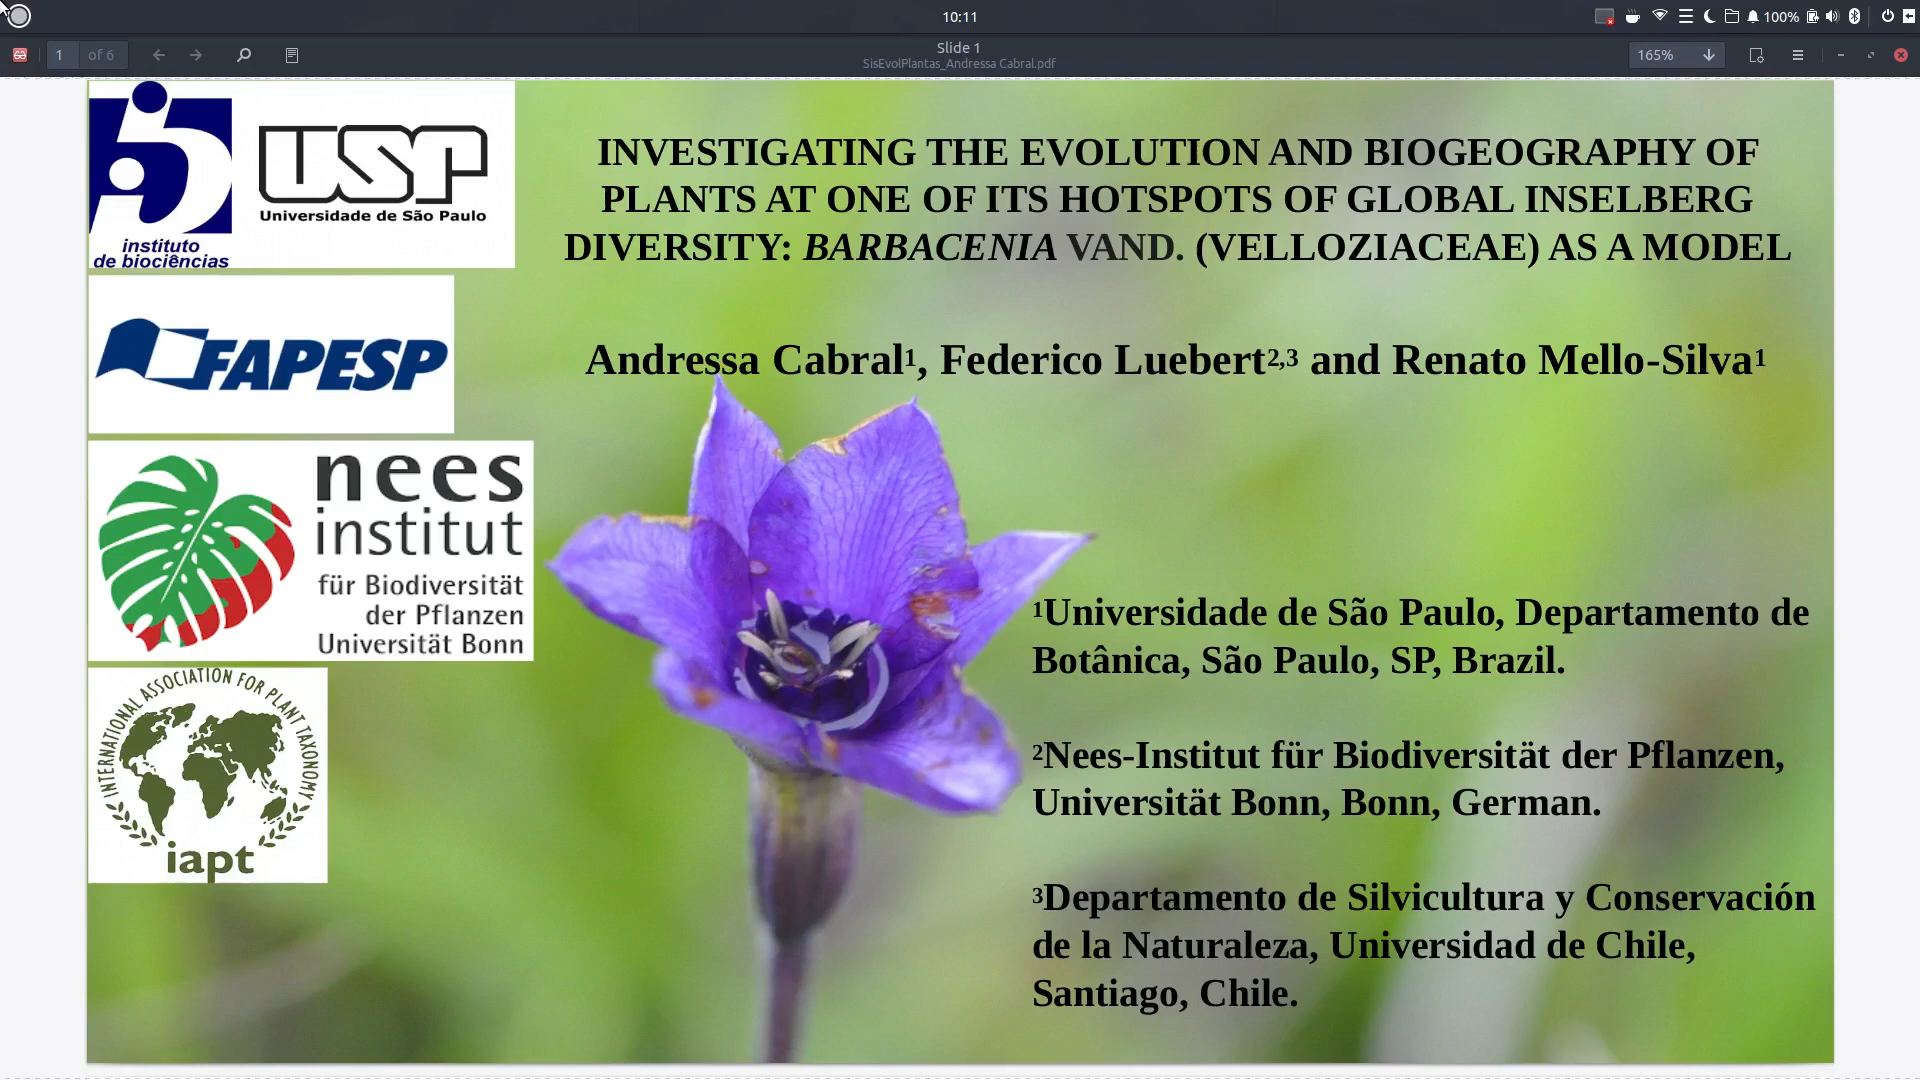 10:11
100%
1 of 6
Slide 1
SisEvolPlantas_Andressa Cabral.pdf
165%
instituto
de biociências
USP
Universidade de São Paulo
INVESTIGATING THE EVOLUTION AND BIOGEOGRAPHY OF
PLANTS AT ONE OF ITS HOTSPOTS OF GLOBAL INSELBERG
DIVERSITY: BARBACENIA VAND. (VELLOZIACEAE) AS A MODEL
FAPESP
Andressa Cabral¹, Federico Luebert²,³ and Renato Mello-Silva¹
nees
institut
für Biodiversität
der Pflanzen
Universität Bonn
INTERNATIONAL ASSOCIATION FOR PLANT TAXONOMY
iapt
¹Universidade de São Paulo, Departamento de
Botânica, São Paulo, SP, Brazil.
²Nees-Institut für Biodiversität der Pflanzen,
Universität Bonn, Bonn, German.
³Departamento de Silvicultura y Conservación
de la Naturaleza, Universidad de Chile,
Santiago, Chile.